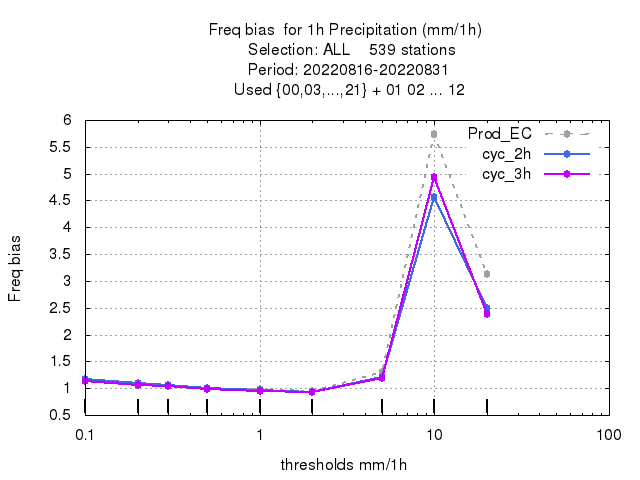 Freq bias  for 1h Precipitation (mm/1h)
Selection: ALL    539 stations
Period: 20220816-20220831
Used {00,03,...,21} + 01 02 ... 12
Prod_EC
cyc_2h
cyc_3h
6
5.5
5
4.5
4
3.5
3
2.5
2
1.5
1
0.5
Freq bias
0.1
1
10
100
thresholds mm/1h